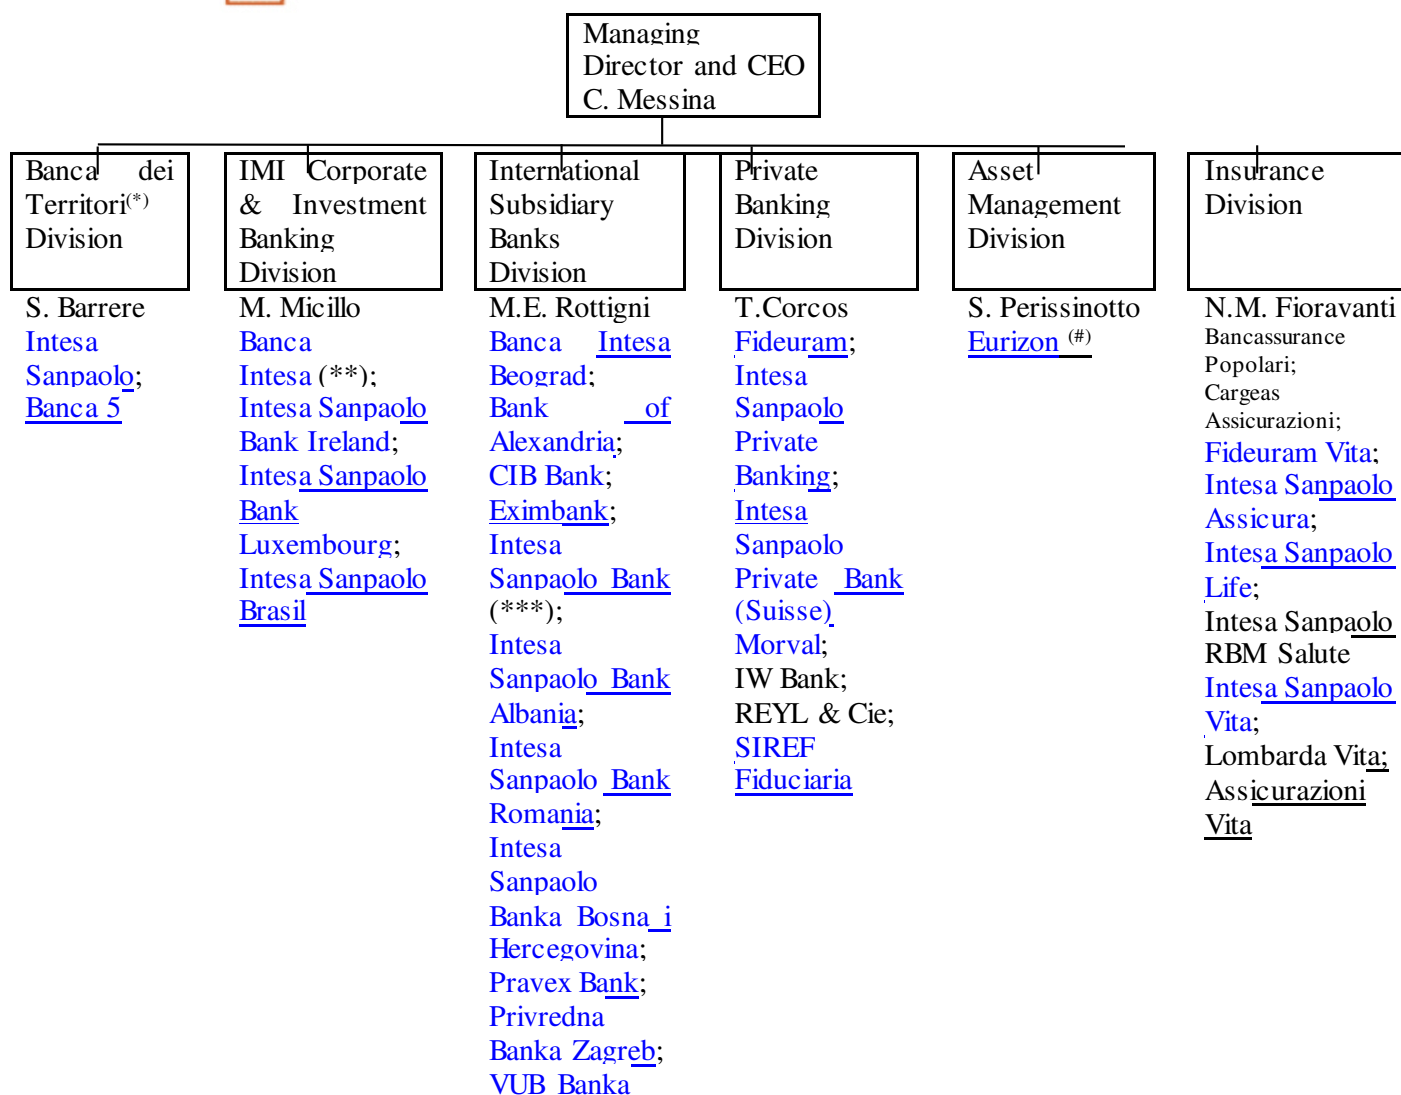 Managing
Director and CEO
C. Messina
Banca dei
Territori(*)
Division
S. Barrere
Intesa
Sanpaolo;
Banca 5
IMI Corporate
& Investment
Banking
Division
M. Micillo
Banca
Intesa (**);
Intesa Sanpaolo
Bank Ireland;
Intesa Sanpaolo
Bank
Luxembourg;
Intesa Sanpaolo
Brasil
International
Subsidiary
Banks
Division
M.E. Rottigni
Banca Intesa
Beograd;
Bank of
Alexandria;
CIB Bank;
Eximbank;
Intesa
Sanpaolo Bank
(***);
Intesa
Sanpaolo Bank
Albania;
Intesa
Sanpaolo Bank
Romania;
Intesa
Sanpaolo
Banka Bosna i
Hercegovina;
Pravex Bank;
Privredna
Banka Zagreb;
VUB Banka
Private
Banking
Division
T.Corcos
Fideuram;
Intesa
Sanpaolo
Private
Banking;
Intesa
Sanpaolo
Private Bank
(Suisse)
Morval;
IW Bank;
REYL & Cie;
SIREF
Fiduciaria
Asset
Management
Division
S. Perissinotto
Eurizon (#)
Insurance
Division
N.M. Fioravanti
Bancassurance
Popolari;
Cargeas
Assicurazioni;
Fideuram Vita;
Intesa Sanpaolo
Assicura;
Intesa Sanpaolo
Life;
Intesa Sanpaolo
RBM Salute
Intesa Sanpaolo
Vita;
Lombarda Vita;
Assicurazioni
Vita